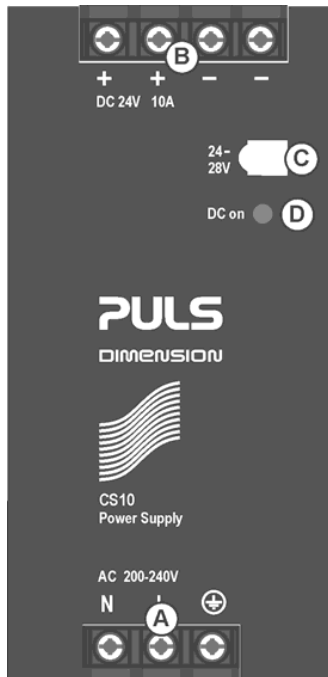 B
+ + − −
DC 24V 10A
24–
28V
C
DC on
D
PULS
DIMENSION
CS10
Power Supply
AC 200-240V
N
A